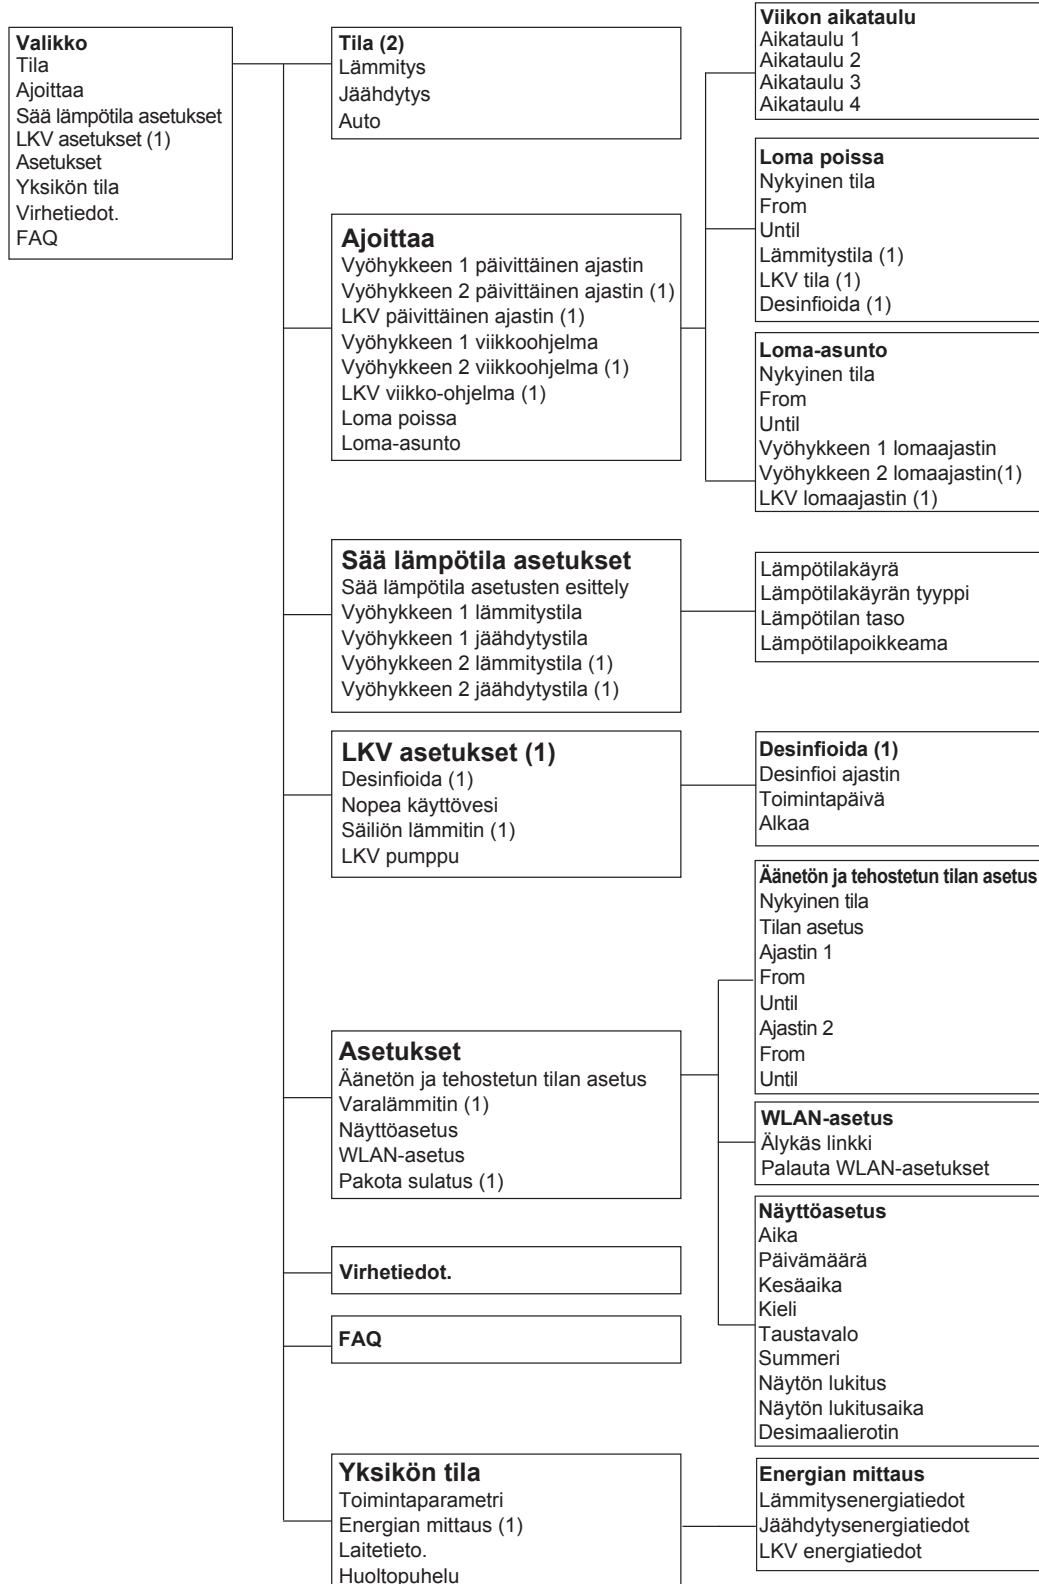 Valikko
Tila
Ajoittaa
Sää lämpötila asetukset
LKV asetukset (1)
Asetukset
Yksikön tila
Virhetiedot.
FAQ
Tila (2)
Lämmitys
Jäähdytys
Auto
Ajoittaa
Vyöhykkeen 1 päivittäinen ajastin
Vyöhykkeen 2 päivittäinen ajastin (1)
LKV päivittäinen ajastin (1)
Vyöhykkeen 1 viikkoohjelma
Vyöhykkeen 2 viikkoohjelma (1)
LKV viikko-ohjelma (1)
Loma poissa
Loma-asunto
Viikon aikataulu
Aikataulu 1
Aikataulu 2
Aikataulu 3
Aikataulu 4
Loma poissa
Nykyinen tila
From
Until
Lämmitystila (1)
LKV tila (1)
Desinfioida (1)
Loma-asunto
Nykyinen tila
From
Until
Vyöhykkeen 1 lomaajastin
Vyöhykkeen 2 lomaajastin(1)
LKV lomaajastin (1)
Sää lämpötila asetukset
Sää lämpötila asetusten esittely
Vyöhykkeen 1 lämmitystila
Vyöhykkeen 1 jäähdytystila
Vyöhykkeen 2 lämmitystila (1)
Vyöhykkeen 2 jäähdytystila (1)
Lämpötilakäyrä
Lämpötilakäyrän tyyppi
Lämpötilan taso
Lämpötilapoikkeama
LKV asetukset (1)
Desinfioida (1)
Nopea käyttövesi
Säiliön lämmitin (1)
LKV pumppu
Desinfioida (1)
Desinfioi ajastin
Toimintapäivä
Alkaa
Asetukset
Äänetön ja tehostetun tilan asetus
Varalämmitin (1)
Näyttöasetus
WLAN-asetus
Pakota sulatus (1)
Äänetön ja tehostetun tilan asetus
Nykyinen tila
Tilan asetus
Ajastin 1
From
Until
Ajastin 2
From
Until
WLAN-asetus
Älykäs linkki
Palauta WLAN-asetukset
Näyttöasetus
Aika
Päivämäärä
Kesäaika
Kieli
Taustavalo
Summeri
Näytön lukitus
Näytön lukitusaika
Desimaalierotin
Virhetiedot.
FAQ
Yksikön tila
Toimintaparametri
Energian mittaus (1)
Laitetieto.
Huoltopuhelu
Energian mittaus
Lämmitysenergiatiedot
Jäähdytysenergiatiedot
LKV energiatiedot